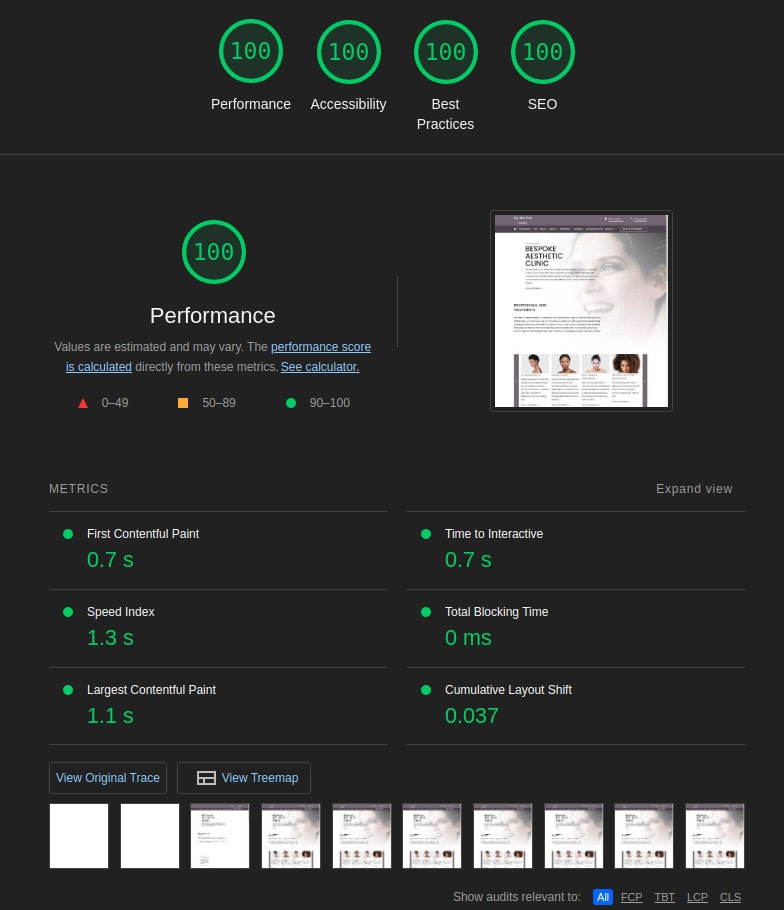 100 100 100 100
Performance Accessibility Best Practices SEO
100
Performance
Values are estimated and may vary. The performance score
is calculated directly from these metrics. See calculator.
0–49 50–89 90–100
BESPOKE
AESTHETIC
CLINIC
METRICS Expand view
First Contentful Paint
0.7 s
Time to Interactive
0.7 s
Speed Index
1.3 s
Total Blocking Time
0 ms
Largest Contentful Paint
1.1 s
Cumulative Layout Shift
0.037
View Original Trace View Treemap
Show audits relevant to: All FCP TBT LCP CLS